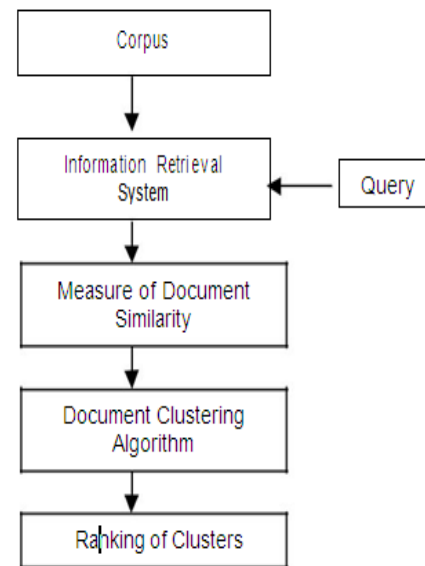 Corpus
Information Retrieval
System
Query
Measure of Document
Similarity
Document Clustering
Algorithm
Ranking of Clusters